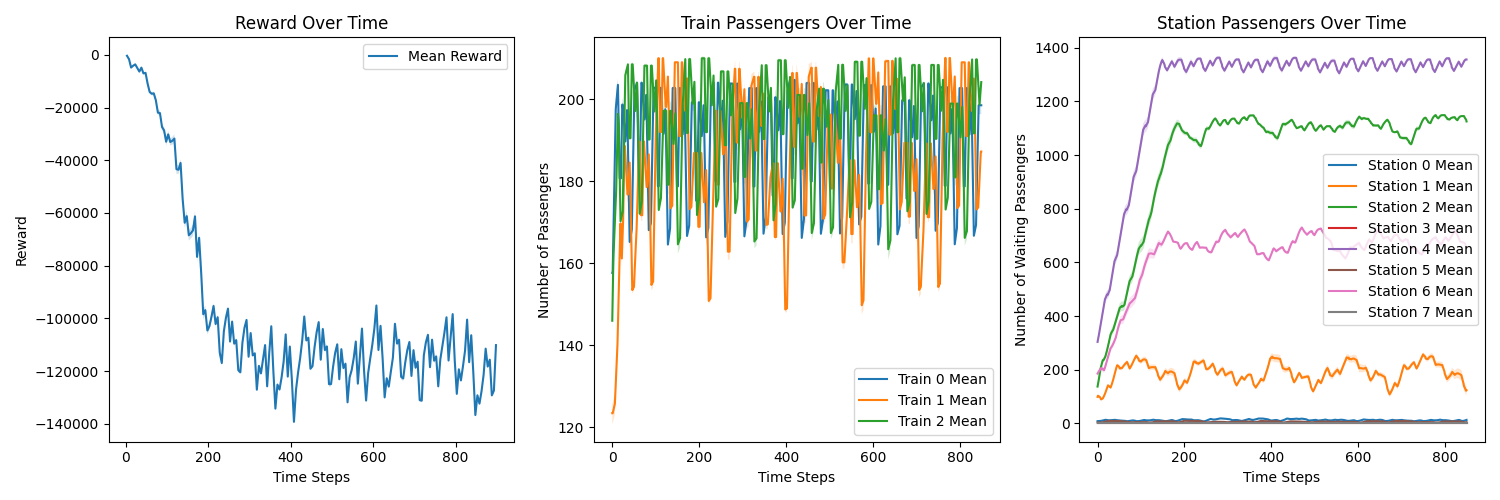 Reward Over Time
Reward
0
−20000
−40000
−60000
−80000
−100000
−120000
−140000
0
200
400
600
800
Time Steps
Mean Reward
Train Passengers Over Time
Number of Passengers
200
180
160
140
120
0
200
400
600
800
Time Steps
Train 0 Mean
Train 1 Mean
Train 2 Mean
Station Passengers Over Time
Number of Waiting Passengers
1400
1200
1000
800
600
400
200
0
0
200
400
600
800
Time Steps
Station 0 Mean
Station 1 Mean
Station 2 Mean
Station 3 Mean
Station 4 Mean
Station 5 Mean
Station 6 Mean
Station 7 Mean